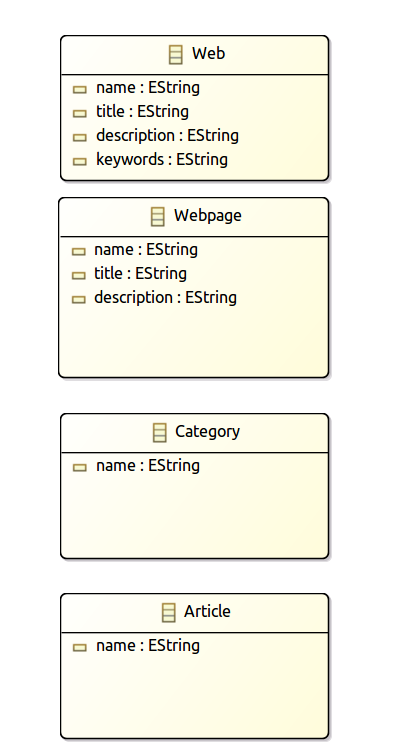 Web
name : EString
title : EString
description : EString
keywords : EString
Webpage
name : EString
title : EString
description : EString
Category
name : EString
Article
name : EString